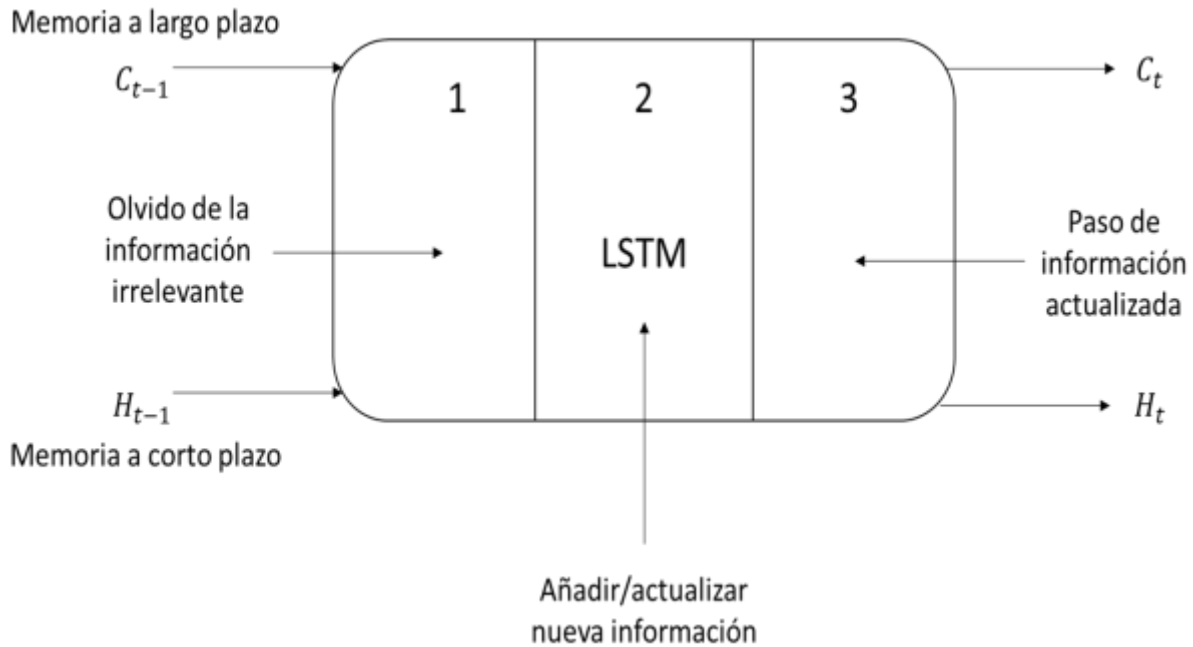 Memoria a largo plazo
C_{t-1}
C_t
1
2
3
Olvido de la
información
irrelevante
LSTM
Paso de
información
actualizada
H_{t-1}
H_t
Memoria a corto plazo
Añadir/actualizar
nueva información